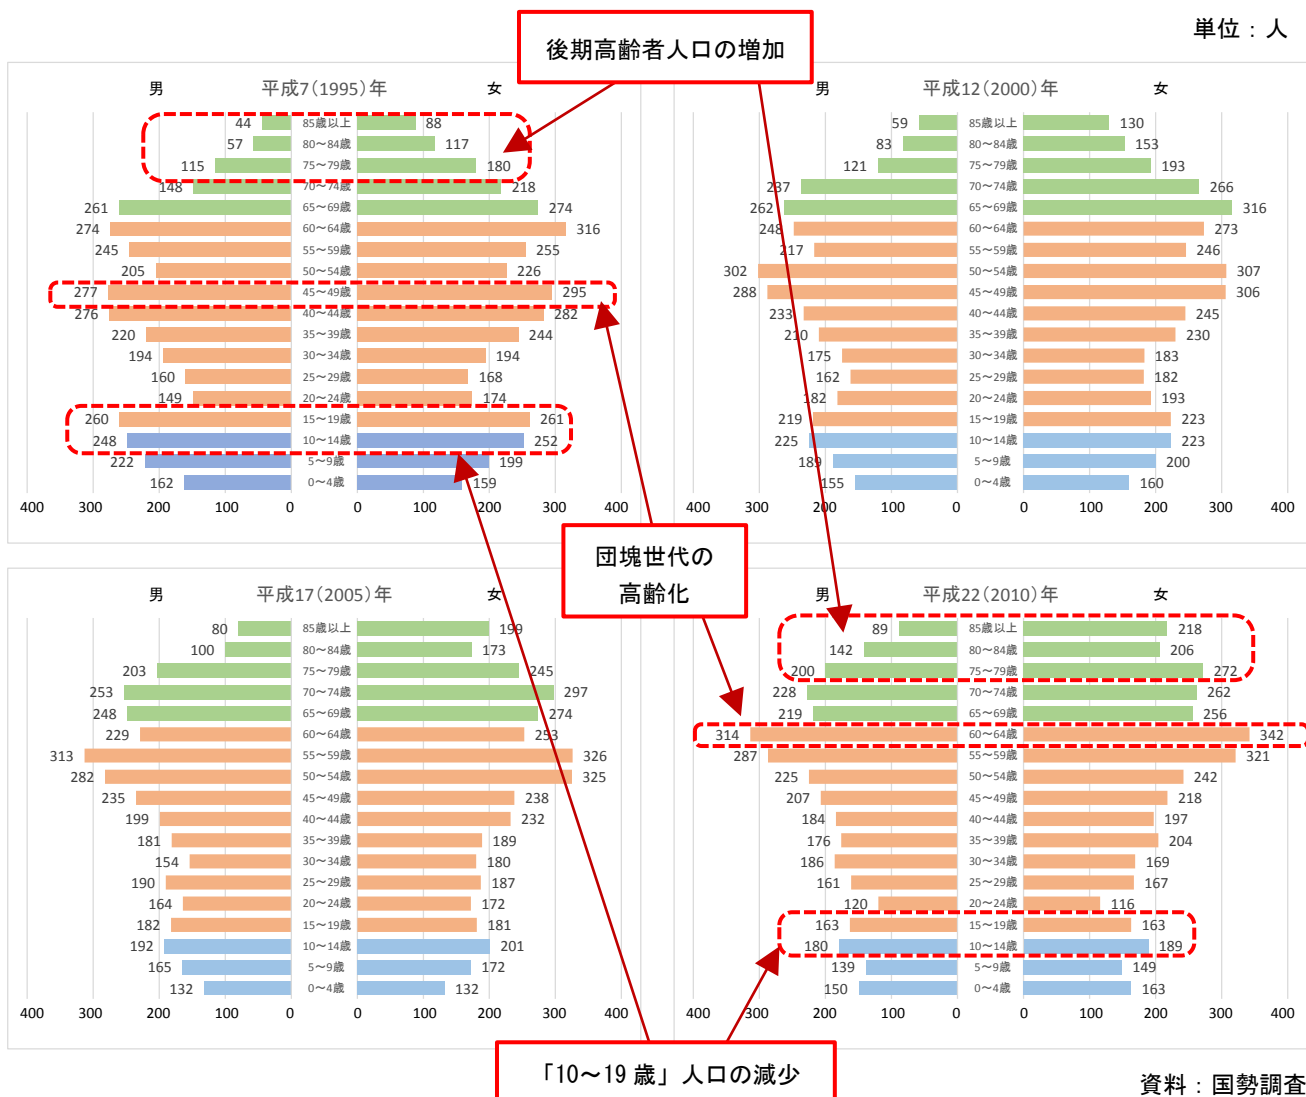 後期高齢者人口の増加
単位：人
男 平成7(1995)年 女
44 85歳以上 88
57 80～84歳 117
115 75～79歳 180
148 70～74歳 218
261 65～69歳 274
274 60～64歳 316
245 55～59歳 255
205 50～54歳 226
277 45～49歳 295
276 40～44歳 282
220 35～39歳 244
194 30～34歳 194
160 25～29歳 168
149 20～24歳 174
260 15～19歳 261
248 10～14歳 252
222 5～9歳 199
162 0～4歳 159
400 300 200 100 0 0 100 200 300 400
男 平成12(2000)年 女
59 85歳以上 130
83 80～84歳 153
121 75～79歳 193
237 70～74歳 266
262 65～69歳 316
248 60～64歳 273
217 55～59歳 246
302 50～54歳 307
288 45～49歳 306
233 40～44歳 245
210 35～39歳 230
175 30～34歳 183
162 25～29歳 182
182 20～24歳 193
219 15～19歳 223
225 10～14歳 223
189 5～9歳 200
155 0～4歳 160
400 300 200 100 0 0 100 200 300 400
団塊世代の
高齢化
男 平成17(2005)年 女
80 85歳以上 199
100 80～84歳 173
203 75～79歳 245
253 70～74歳 297
248 65～69歳 274
229 60～64歳 253
313 55～59歳 326
282 50～54歳 325
235 45～49歳 238
199 40～44歳 232
181 35～39歳 189
154 30～34歳 180
190 25～29歳 187
164 20～24歳 172
182 15～19歳 181
192 10～14歳 201
165 5～9歳 172
132 0～4歳 132
400 300 200 100 0 0 100 200 300 400
男 平成22(2010)年 女
89 85歳以上 218
142 80～84歳 206
200 75～79歳 272
228 70～74歳 262
219 65～69歳 256
314 60～64歳 342
287 55～59歳 321
225 50～54歳 242
207 45～49歳 218
184 40～44歳 197
176 35～39歳 204
186 30～34歳 169
161 25～29歳 167
120 20～24歳 116
163 15～19歳 163
180 10～14歳 189
139 5～9歳 149
150 0～4歳 163
400 300 200 100 0 0 100 200 300 400
「10～19 歳」人口の減少
資料：国勢調査